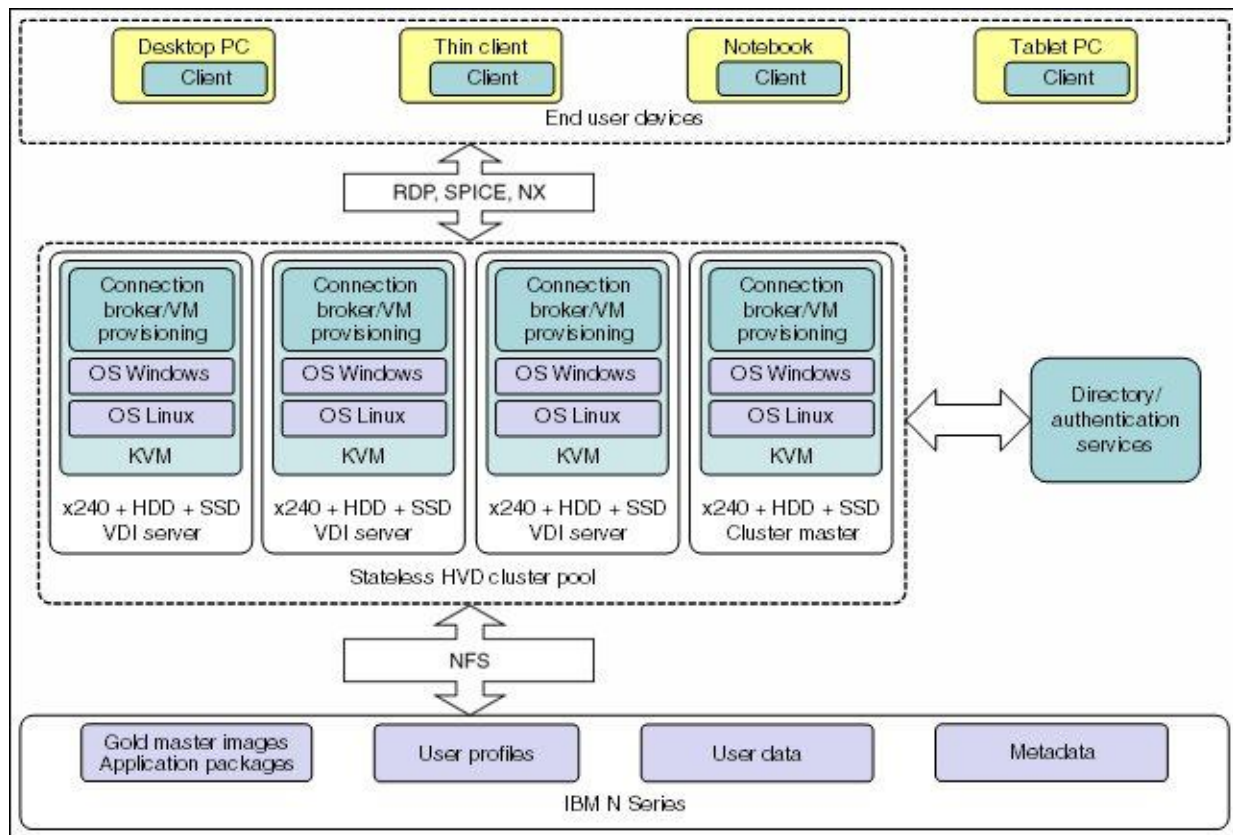 Desktop PC
Client
Thin client
Client
Notebook
Client
Tablet PC
Client
End user devices
RDP, SPICE, NX
Connection
broker/VM
provisioning
OS Windows
OS Linux
KVM
x240 + HDD + SSD
VDI server
Connection
broker/VM
provisioning
OS Windows
OS Linux
KVM
x240 + HDD + SSD
VDI server
Connection
broker/VM
provisioning
OS Windows
OS Linux
KVM
x240 + HDD + SSD
VDI server
Connection
broker/VM
provisioning
OS Windows
OS Linux
KVM
x240 + HDD + SSD
Cluster master
Stateless HVD cluster pool
Directory/
authentication
services
NFS
Gold master images
Application packages
User profiles
User data
Metadata
IBM N Series